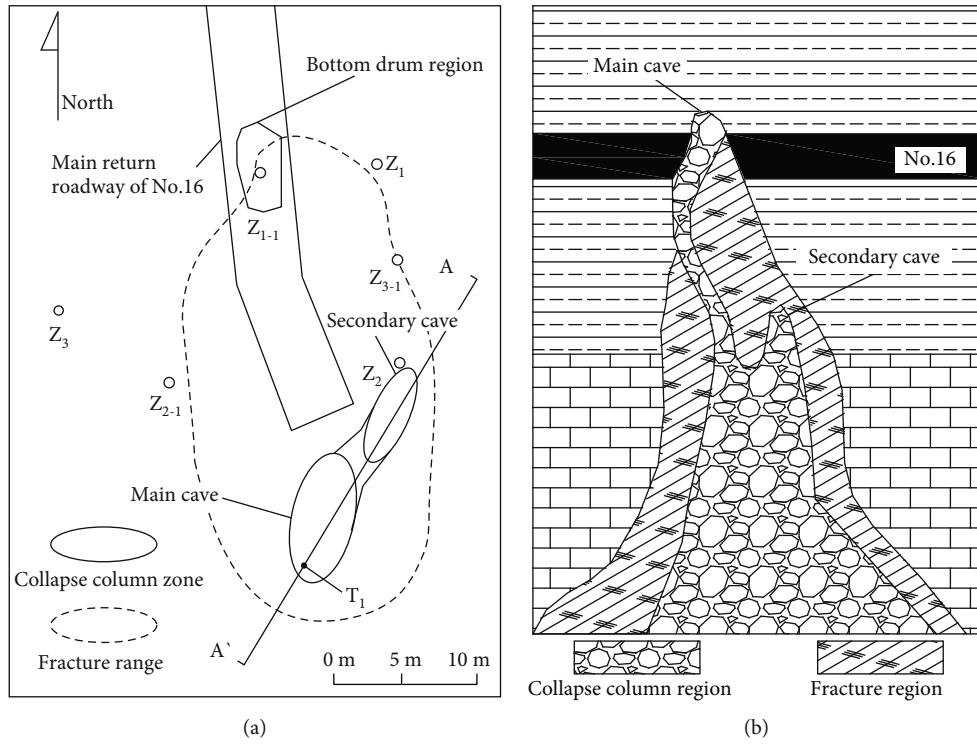 North
Bottom drum region
Main return
roadway of No.16
Z1
Z1-1
Z3-1
A
Z3
Secondary cave
Z2
Z2-1
Main cave
Collapse column zone
T1
Fracture range
A`
0 m 5 m 10 m
(a)
Main cave
No.16
Secondary cave
Collapse column region
Fracture region
(b)